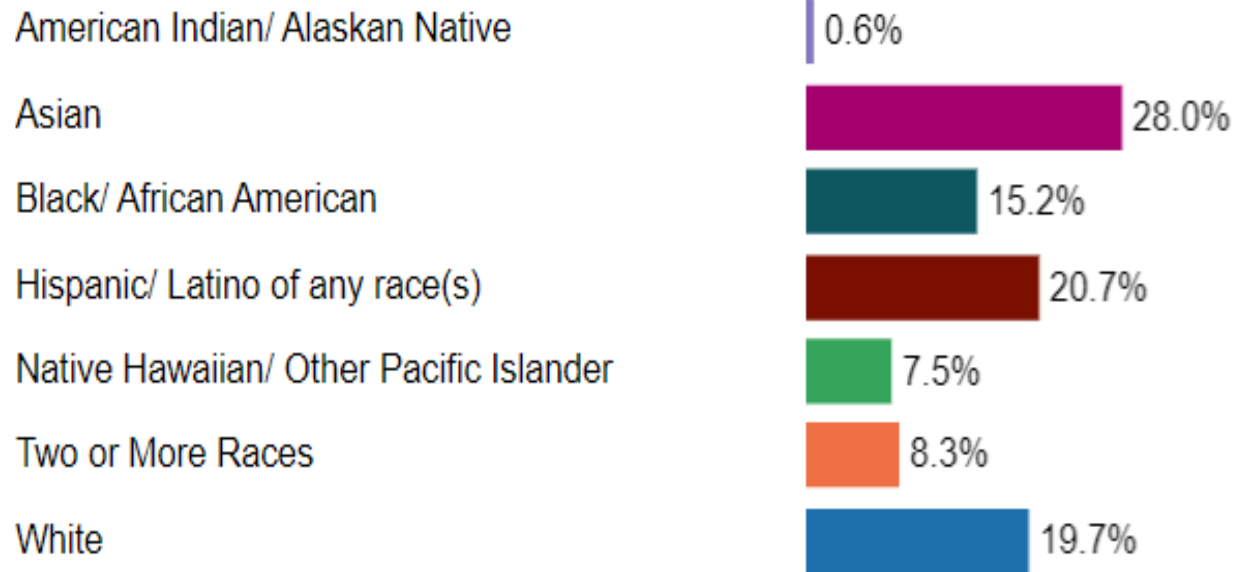 American Indian/ Alaskan Native 0.6%
Asian 28.0%
Black/ African American 15.2%
Hispanic/ Latino of any race(s) 20.7%
Native Hawaiian/ Other Pacific Islander 7.5%
Two or More Races 8.3%
White 19.7%